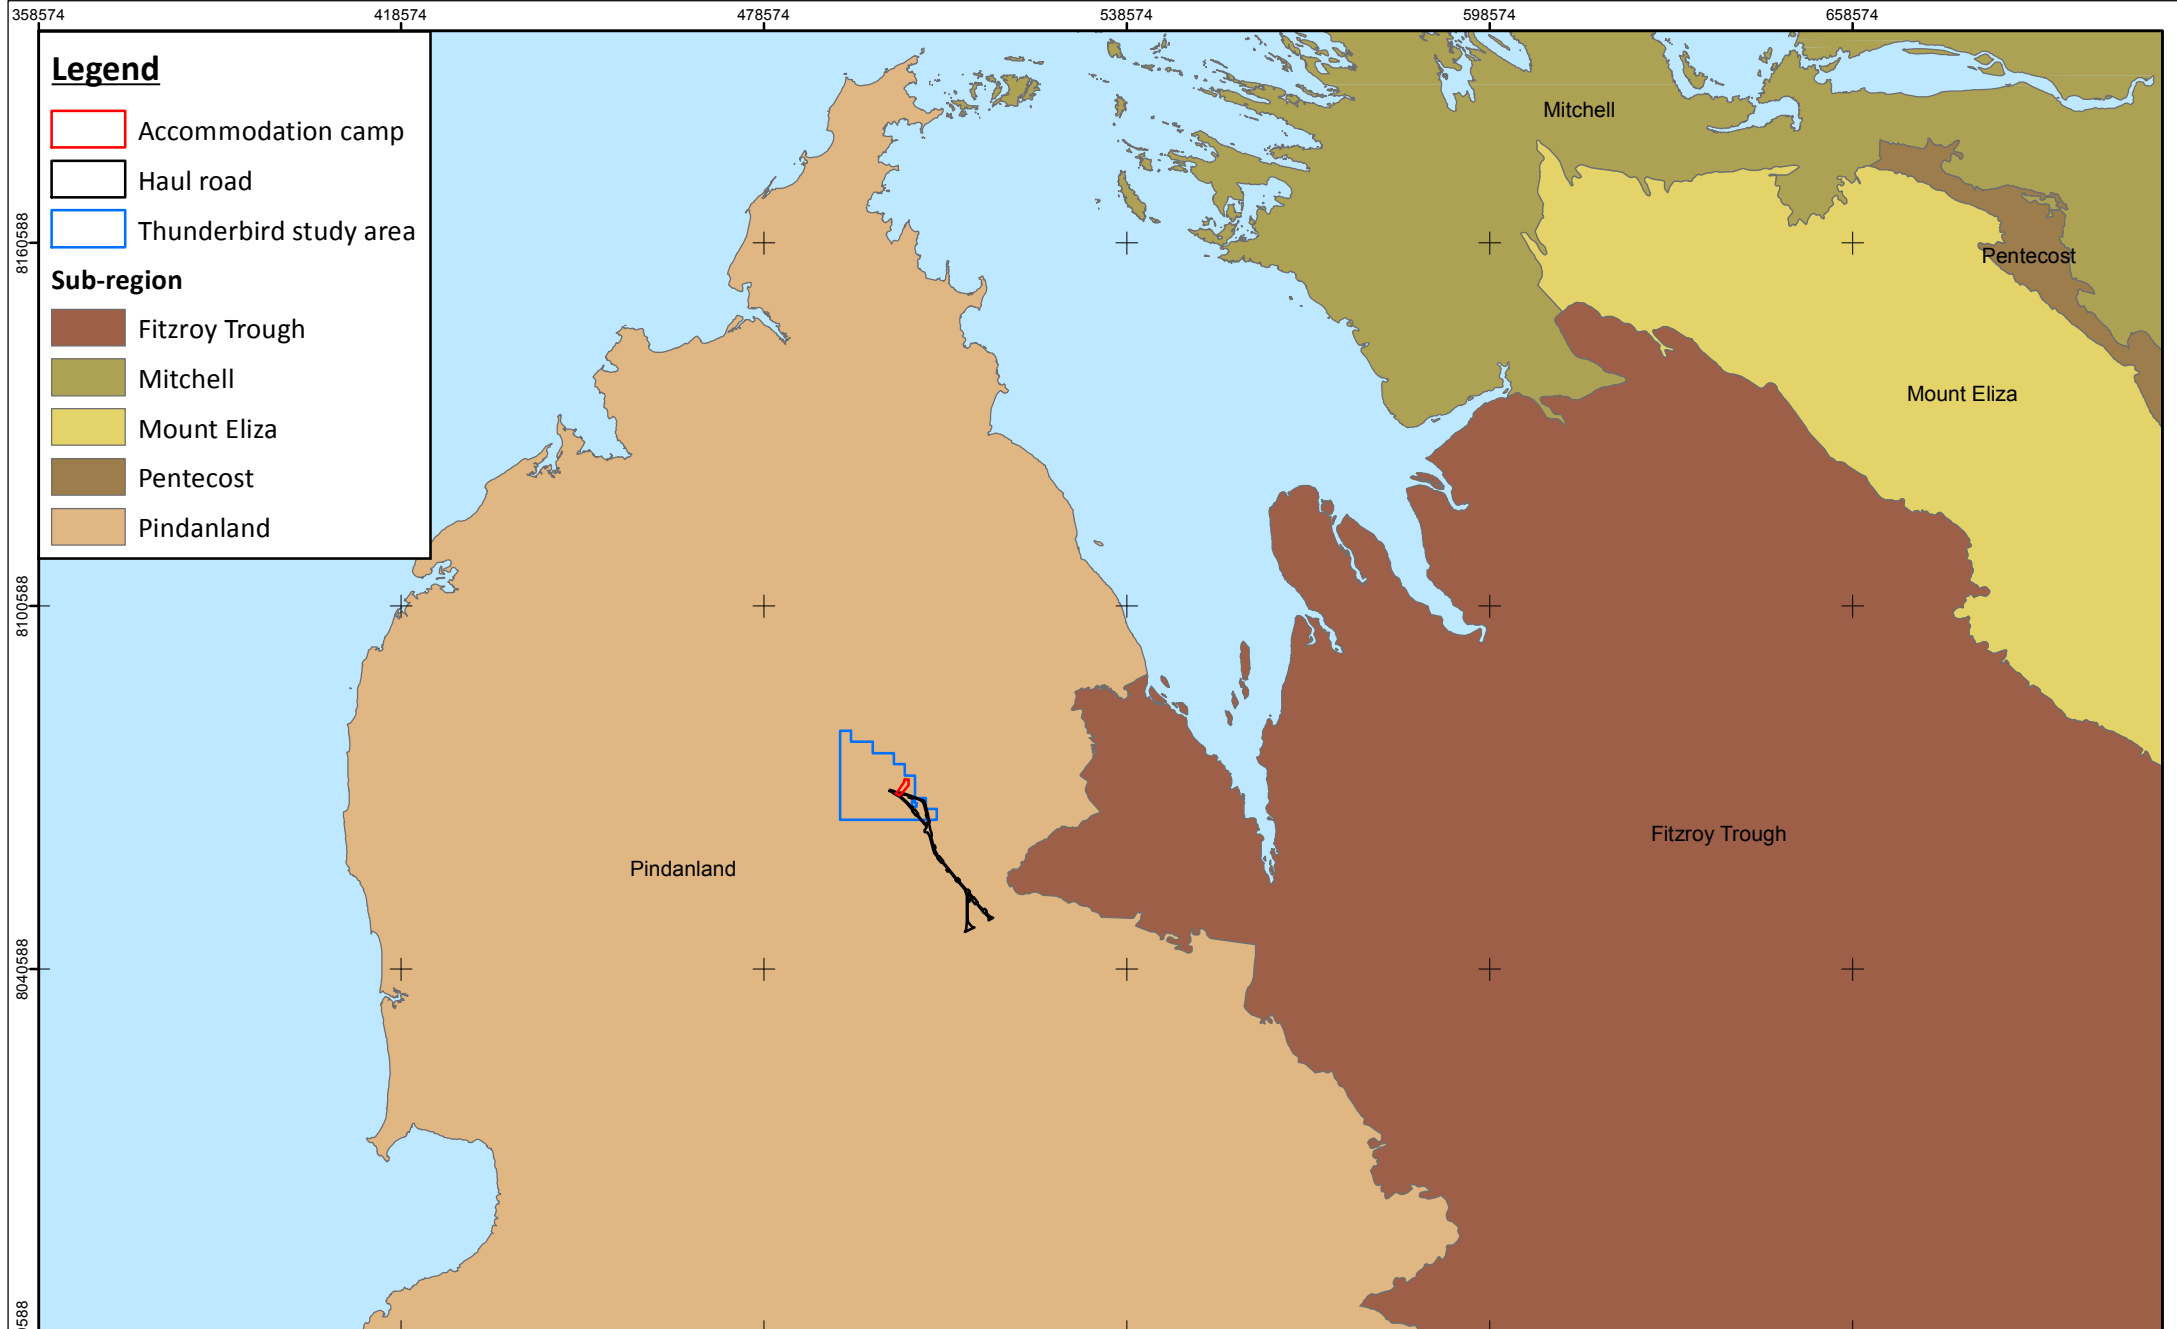 358574 418574 478574 538574 598574 658574
Legend
Accommodation camp
Haul road
Thunderbird study area
Sub-region
Fitzroy Trough
Mitchell
Mount Eliza
Pentecost
Pindanland
Mitchell
8160588
Pentecost
Mount Eliza
8100588
Fitzroy Trough
Pindanland
8040588
588